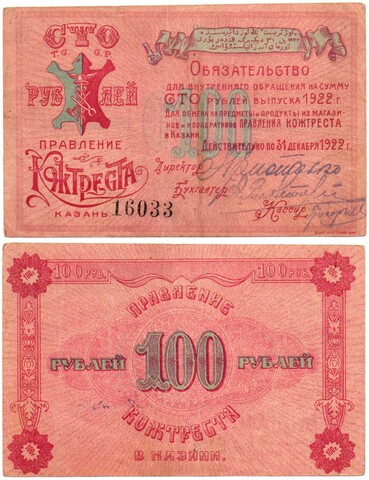 СТО
Т.С. С.Р.
РУБЛЕЙ
ПРАВЛЕНИЕ
КОЖТРЕСТА
КАЗАНЬ
16033
ОБЯЗАТЕЛЬСТВО
ДЛЯ ВНУТРЕННЕГО ОБРАЩЕНИЯ НА СУММУ
СТО РУБЛЕЙ ВЫПУСКА 1922 Г.
ДЛЯ ОБМЕНА НА ПРЕДМЕТЫ И ПРОДУКТЫ ИЗ МАГАЗИ-
НОВ И КООПЕРАТИВОВ ПРАВЛЕНИЯ КОЖТРЕСТА
В КАЗАНИ.
ДЕЙСТВИТЕЛЬНО ПО 31 ДЕКАБРЯ 1922 Г.
100
Директор
Бухгалтер
Кассир
100 РУБ.
100 РУБ.
ПРАВЛЕНИЕ
РУБЛЕЙ 100 РУБЛЕЙ
КОЖТРЕСТА
В КАЗАНИ.